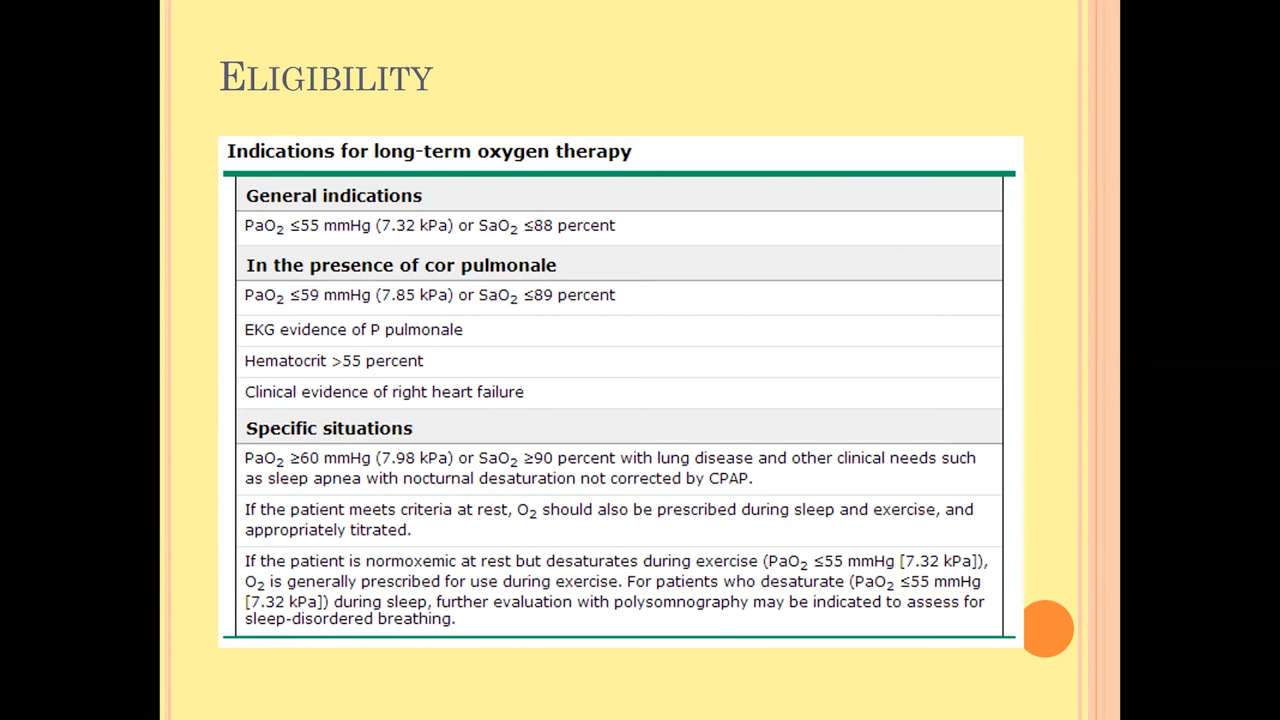 ELIGIBILITY
Indications for long-term oxygen therapy
General indications
PaO₂ ≤55 mmHg (7.32 kPa) or SaO₂ ≤88 percent
In the presence of cor pulmonale
PaO₂ ≤59 mmHg (7.85 kPa) or SaO₂ ≤89 percent
EKG evidence of P pulmonale
Hematocrit >55 percent
Clinical evidence of right heart failure
Specific situations
PaO₂ ≥60 mmHg (7.98 kPa) or SaO₂ ≥90 percent with lung disease and other clinical needs such
as sleep apnea with nocturnal desaturation not corrected by CPAP.
If the patient meets criteria at rest, O₂ should also be prescribed during sleep and exercise, and
appropriately titrated.
If the patient is normoxemic at rest but desaturates during exercise (PaO₂ ≤55 mmHg [7.32 kPa]),
O₂ is generally prescribed for use during exercise. For patients who desaturate (PaO₂ ≤55 mmHg
[7.32 kPa]) during sleep, further evaluation with polysomnography may be indicated to assess for
sleep-disordered breathing.